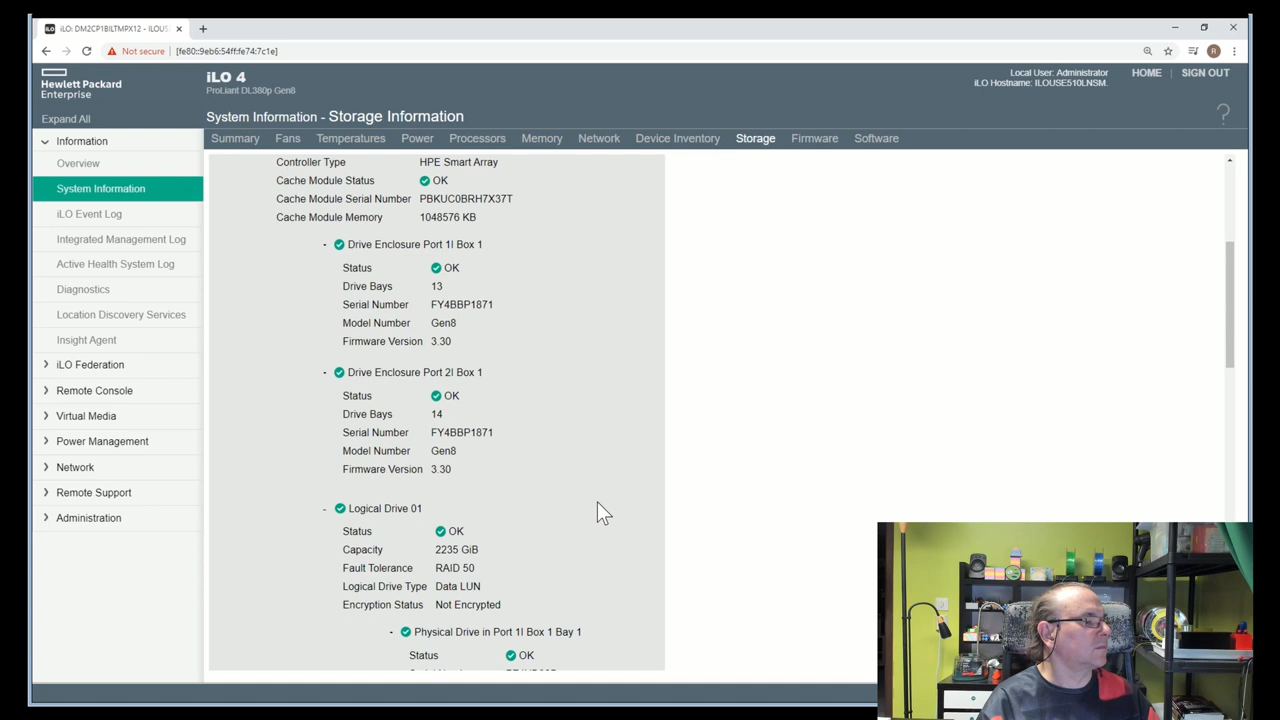 iLO: DM2CP1BILTMPX12 - ILOUS
Not secure [fe80::9eb6:54ff:fe74:7c1e]
R
Hewlett Packard
Enterprise
iLO 4
ProLiant DL380p Gen8
Local User: Administrator
iLO Hostname: ILOUSE510LNSM.
HOME
SIGN OUT
Expand All
System Information - Storage Information
?
Summary Fans Temperatures Power Processors Memory Network Device Inventory Storage Firmware Software
Information
Overview
System Information
iLO Event Log
Integrated Management Log
Active Health System Log
Diagnostics
Location Discovery Services
Insight Agent
iLO Federation
Remote Console
Virtual Media
Power Management
Network
Remote Support
Administration
Controller Type HPE Smart Array
Cache Module Status OK
Cache Module Serial Number PBKUC0BRH7X37T
Cache Module Memory 1048576 KB
- Drive Enclosure Port 1I Box 1
Status OK
Drive Bays 13
Serial Number FY4BBP1871
Model Number Gen8
Firmware Version 3.30
- Drive Enclosure Port 2I Box 1
Status OK
Drive Bays 14
Serial Number FY4BBP1871
Model Number Gen8
Firmware Version 3.30
- Logical Drive 01
Status OK
Capacity 2235 GiB
Fault Tolerance RAID 50
Logical Drive Type Data LUN
Encryption Status Not Encrypted
- Physical Drive in Port 1I Box 1 Bay 1
Status OK